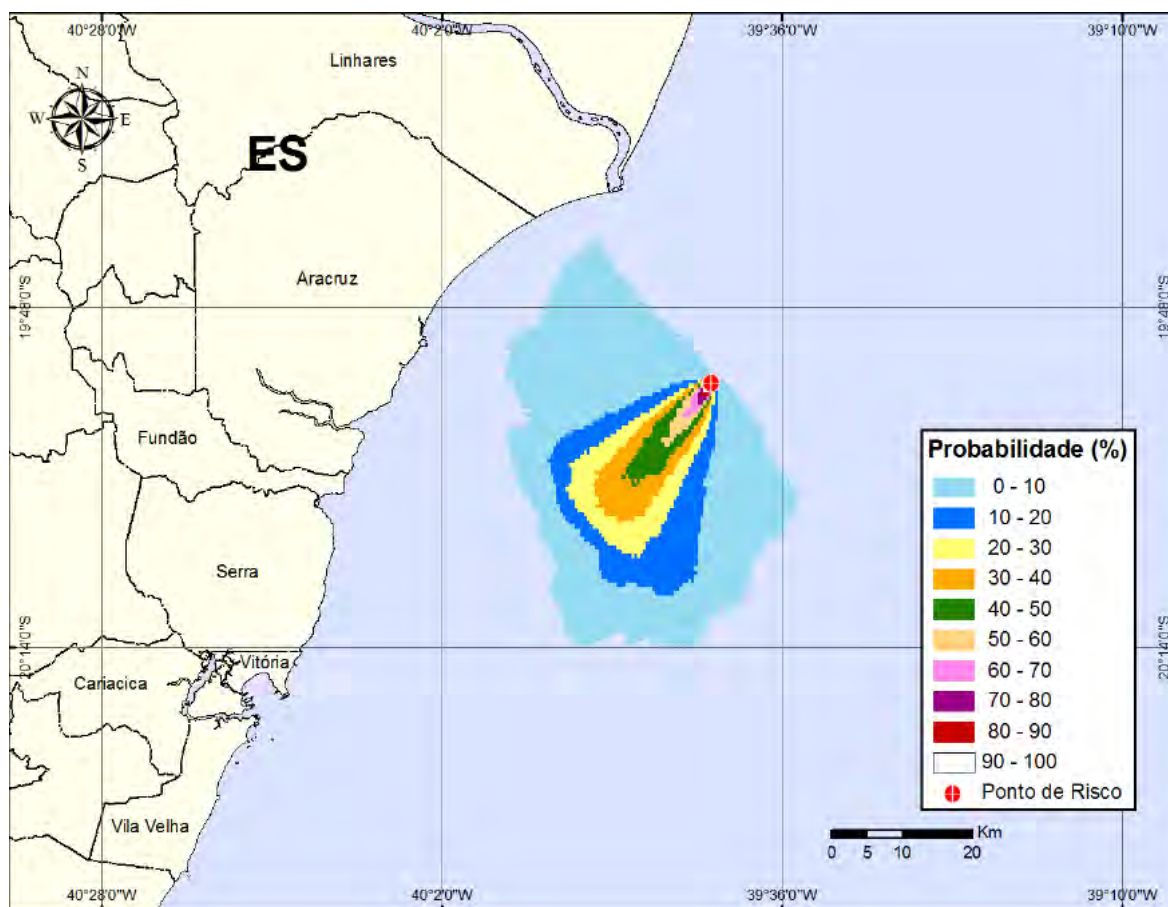 40°28'0"W
40°2'0"W
39°36'0"W
39°10'0"W
Linhares
N
W
E
S
ES
Aracruz
19°48'0"S
19°48'0"S
Fundão
Probabilidade (%)
0 - 10
10 - 20
20 - 30
30 - 40
40 - 50
50 - 60
60 - 70
70 - 80
80 - 90
90 - 100
Ponto de Risco
Serra
20°14'0"S
20°14'0"S
Vitória
Cariacica
Vila Velha
Km
0 5 10 20
40°28'0"W
40°2'0"W
39°36'0"W
39°10'0"W